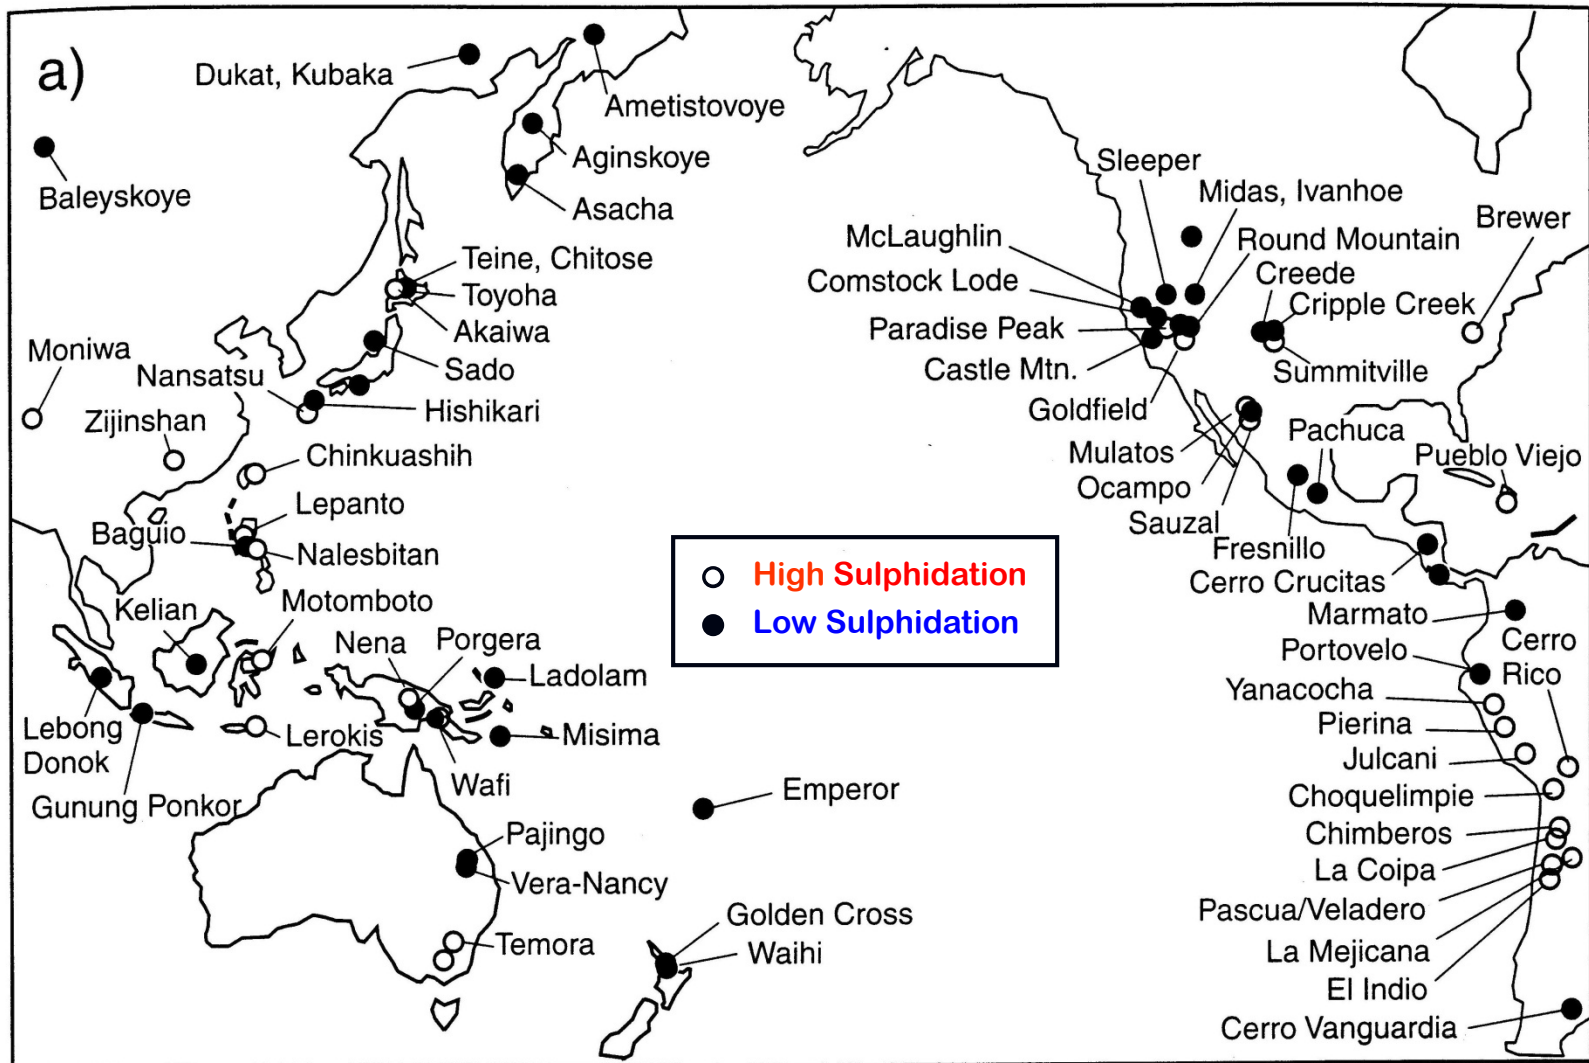 a)
Dukat, Kubaka
Ametistovoye
Aginskoye
Baleyskoye
Asacha
Sleeper
Midas, Ivanhoe
Brewer
McLaughlin
Round Mountain
Teine, Chitose
Creede
Comstock Lode
Toyoha
Cripple Creek
Akaiwa
Paradise Peak
Moniwa
Sado
Nansatsu
Castle Mtn.
Summitville
Hishikari
Goldfield
Zijinshan
Pachuca
Chinkuashih
Mulatos
Pueblo Viejo
Ocampo
Lepanto
Sauzal
Baguio
Nalesbitan
Fresnillo
High Sulphidation
Cerro Crucitas
Kelian
Motomboto
Low Sulphidation
Marmato
Nena
Porgera
Portovelo
Cerro
Rico
Ladolam
Yanacocha
Lebong
Donok
Lerokis
Misima
Pierina
Julcani
Wafi
Gunung Ponkor
Emperor
Choquelimpie
Pajingo
Chimberos
Vera-Nancy
La Coipa
Golden Cross
Pascua/Veladero
Temora
Waihi
La Mejicana
El Indio
Cerro Vanguardia